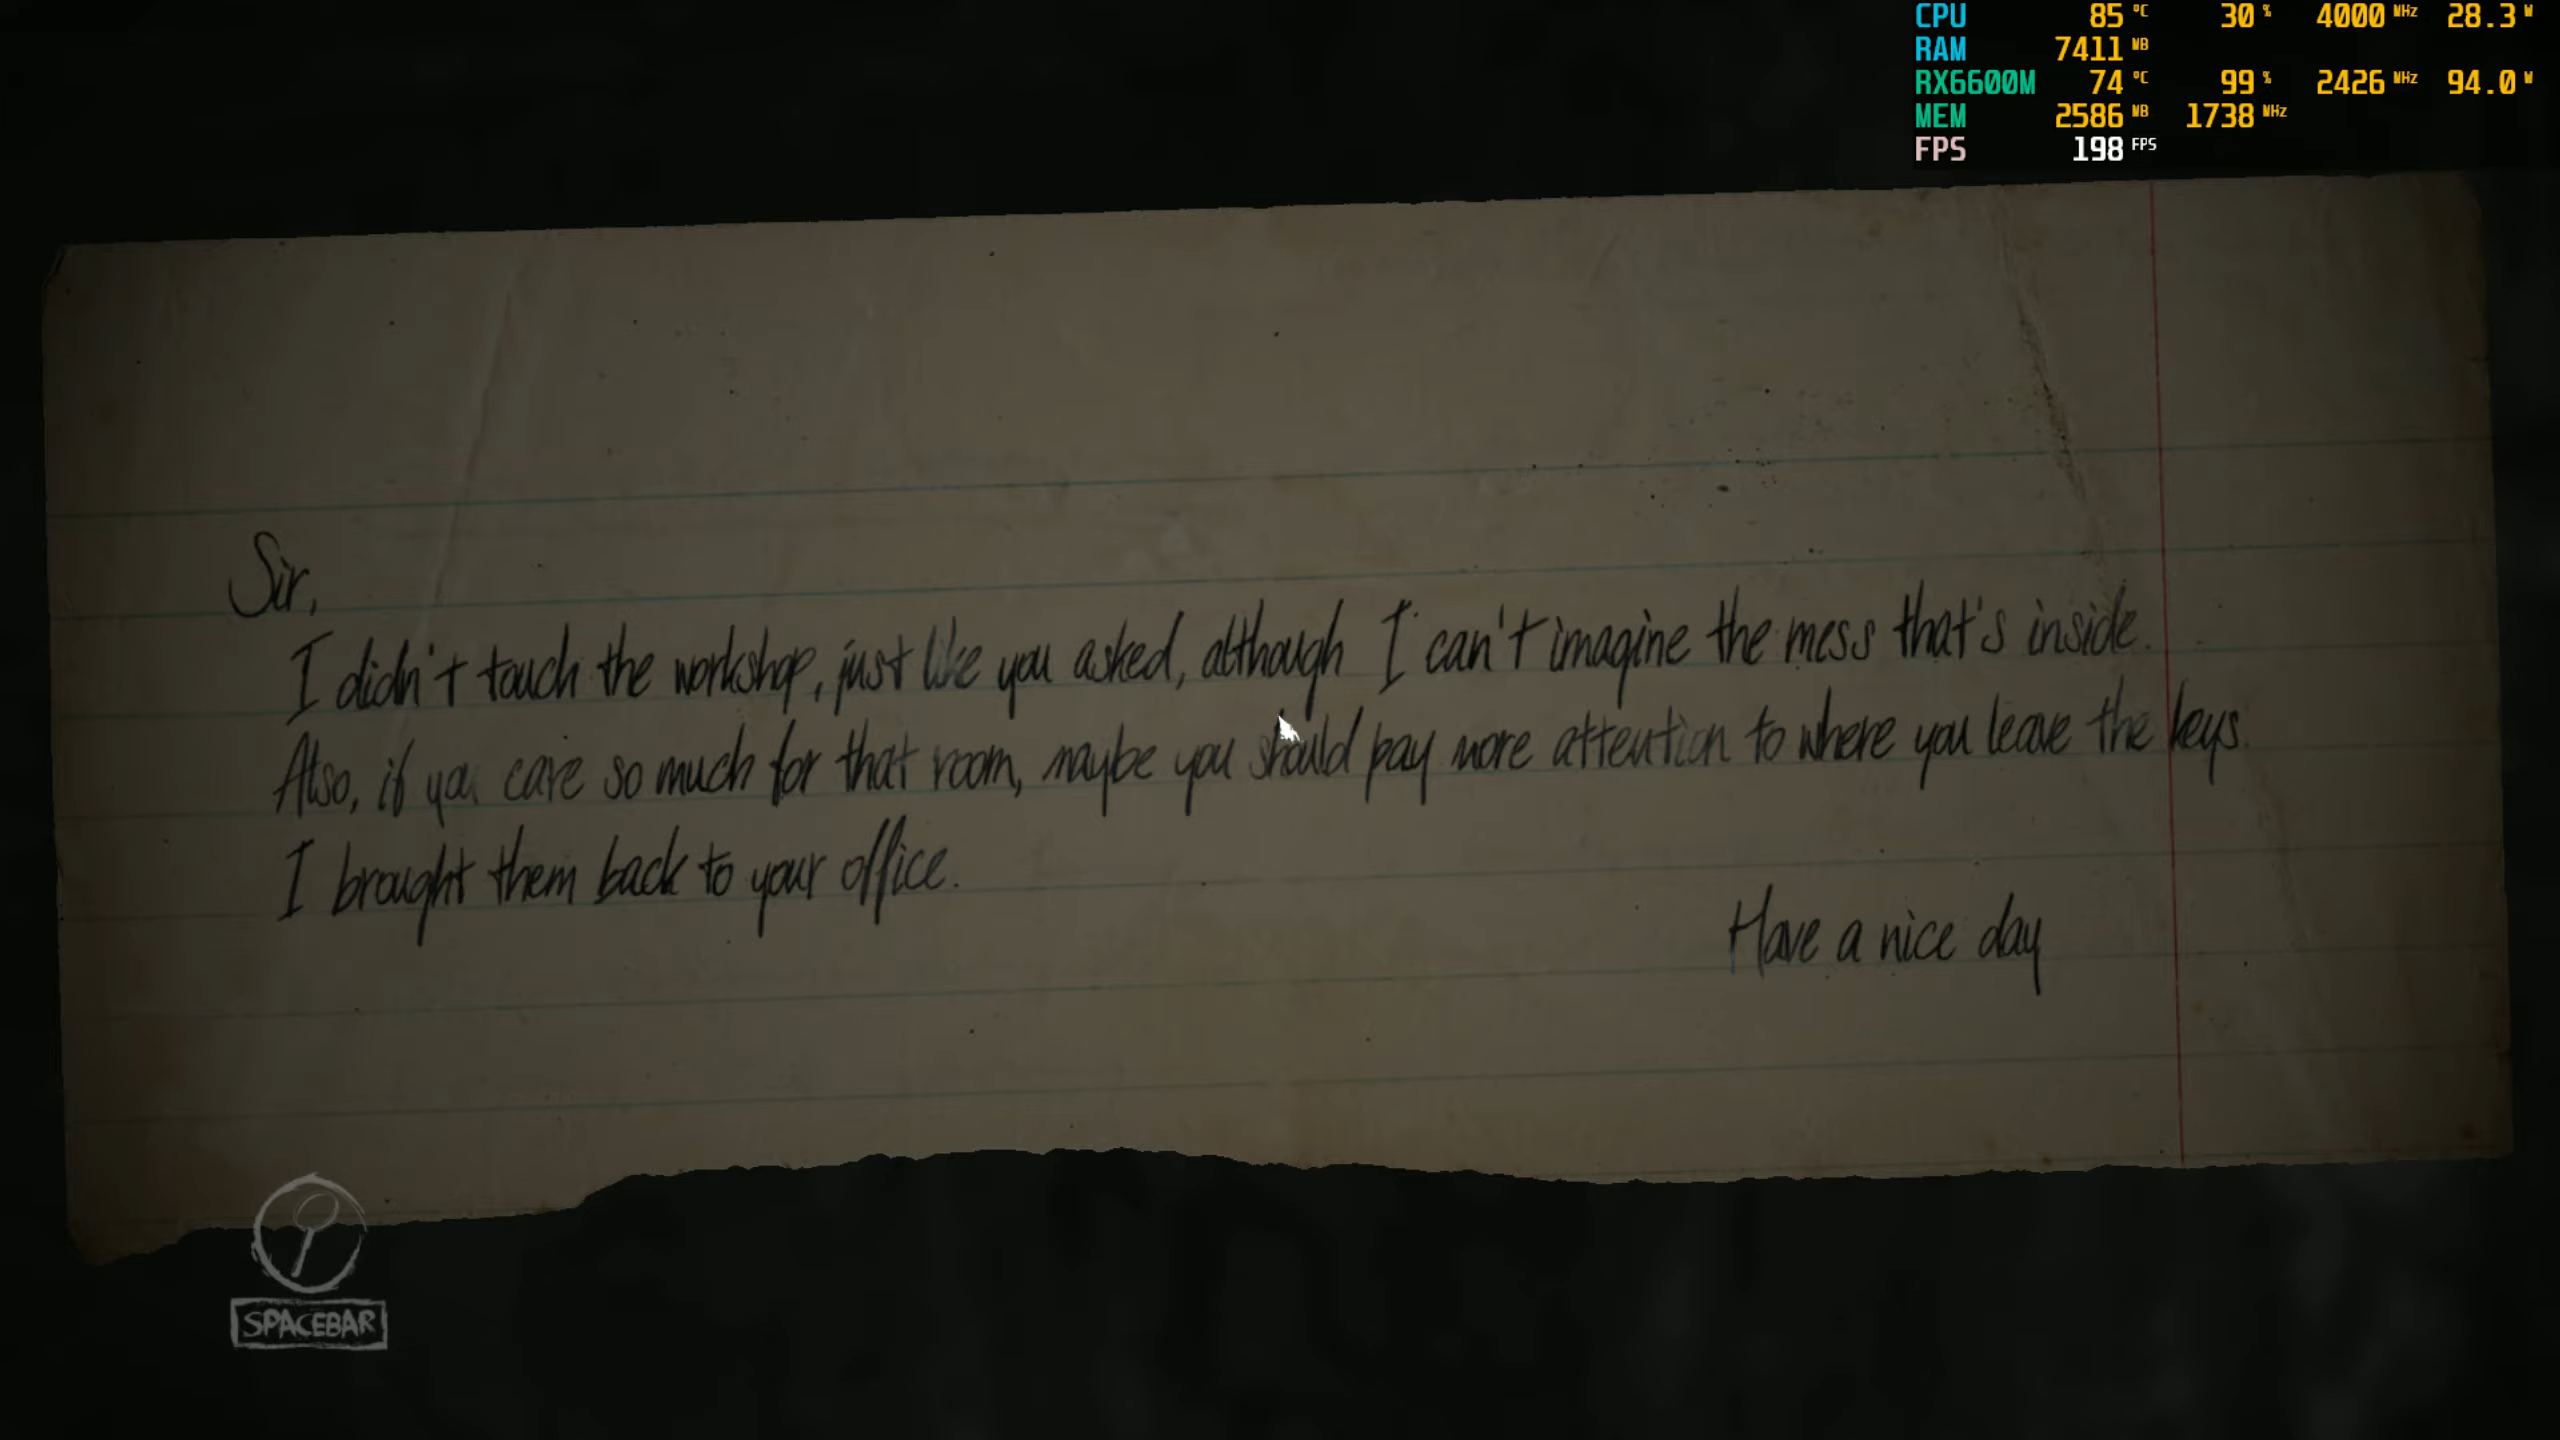 CPU 85 °C 30 % 4000 MHz 28.3 W
RAM 7411 MB
RX6600M 74 °C 99 % 2426 MHz 94.0 W
MEM 2586 MB 1738 MHz
FPS 198 FPS
Sir,
I didn't touch the workshop, just like you asked, although I can't imagine the mess that's inside.
Also, if you care so much for that room, maybe you should pay more attention to where you leave the keys.
I brought them back to your office.
Have a nice day
SPACEBAR